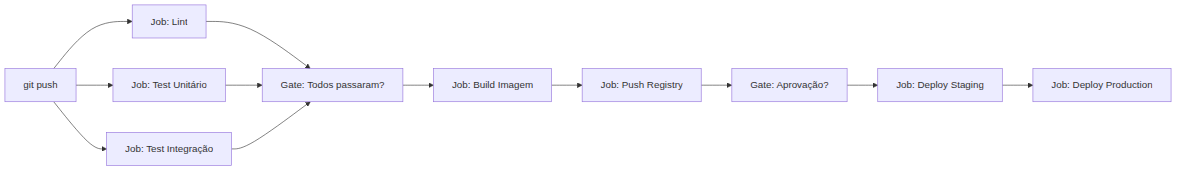 git push
Job: Lint
Job: Test Unitário
Job: Test Integração
Gate: Todos passaram?
Job: Build Imagem
Job: Push Registry
Gate: Aprovação?
Job: Deploy Staging
Job: Deploy Production